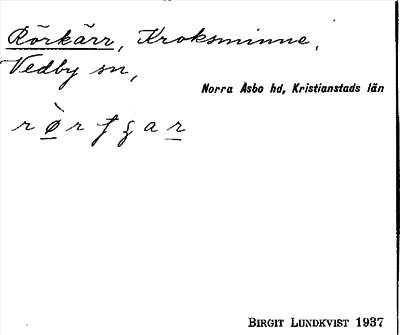 Rörkärr, Kroksminne,
Vedby sn,
Norra Åsbo hd, Kristianstads län
BIRGIT LUNDKVIST 1937